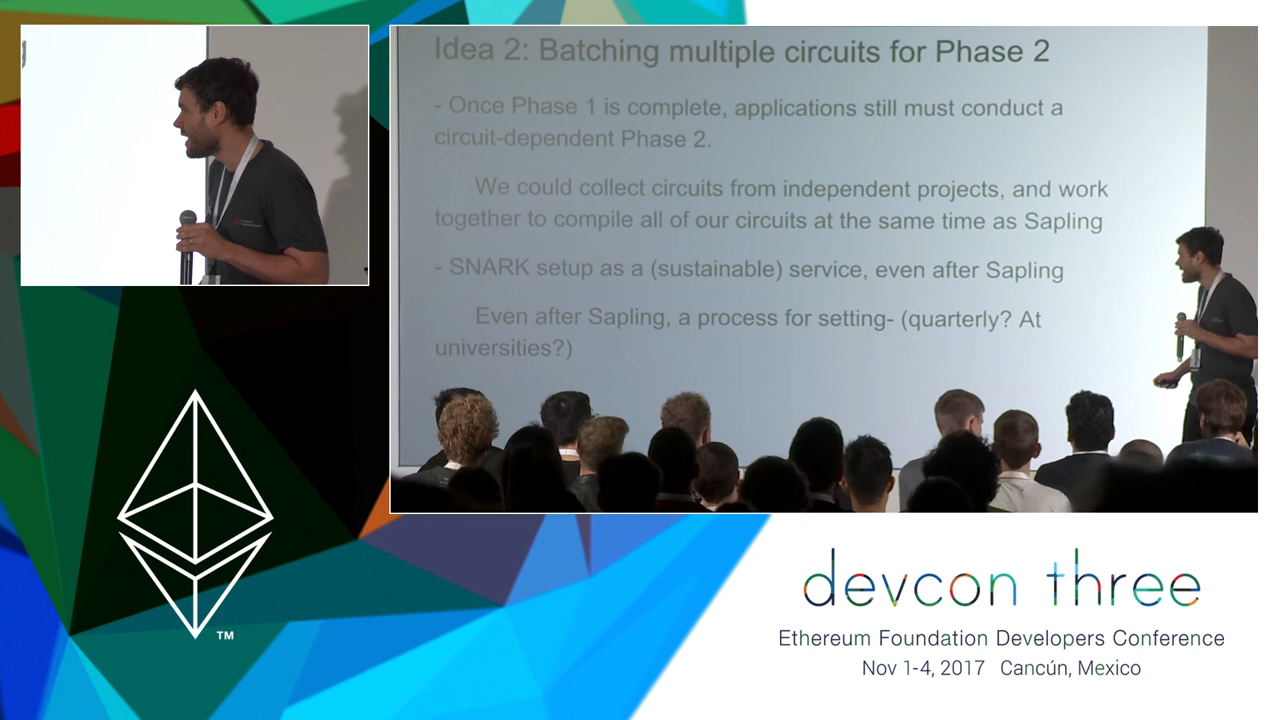 Idea 2: Batching multiple circuits for Phase 2
- Once Phase 1 is complete, applications still must conduct a
circuit-dependent Phase 2.
We could collect circuits from independent projects, and work
together to compile all of our circuits at the same time as Sapling
- SNARK setup as a (sustainable) service, even after Sapling
Even after Sapling, a process for setting- (quarterly? At
universities?)
TM
devcon three
Ethereum Foundation Developers Conference
Nov 1-4, 2017 Cancún, Mexico